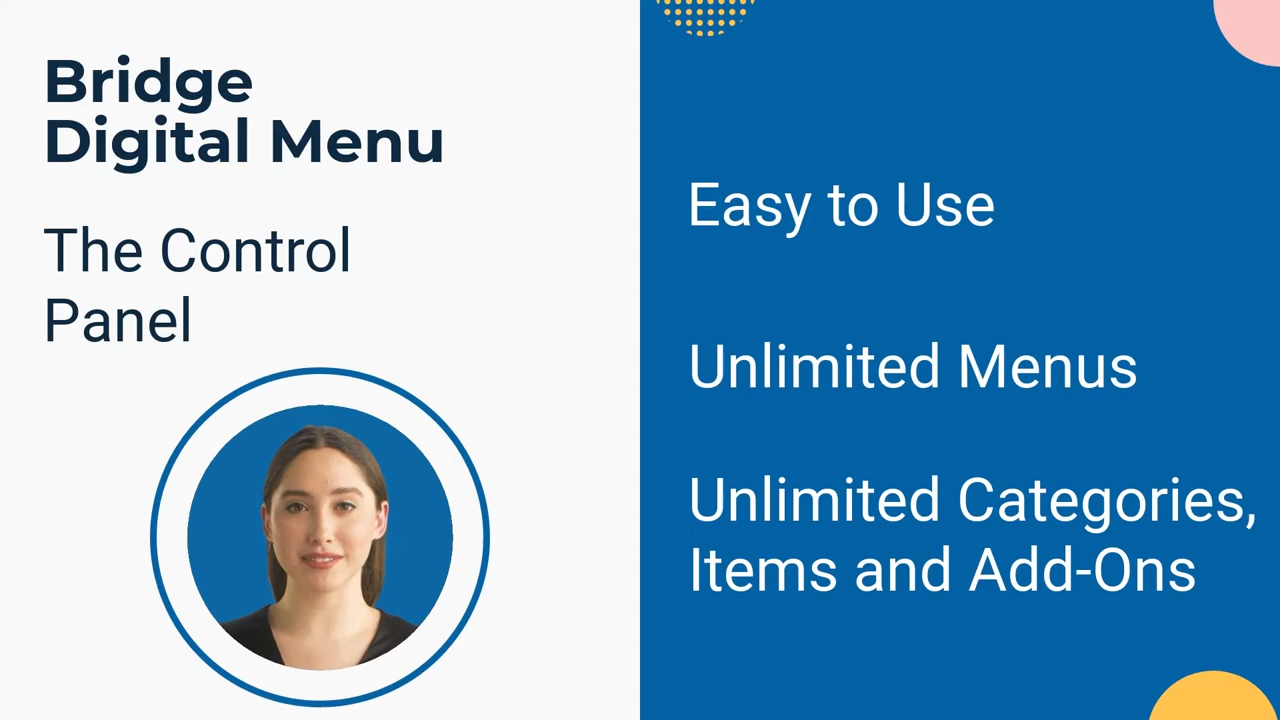 Bridge
Digital Menu
The Control
Panel
Easy to Use
Unlimited Menus
Unlimited Categories,
Items and Add-Ons